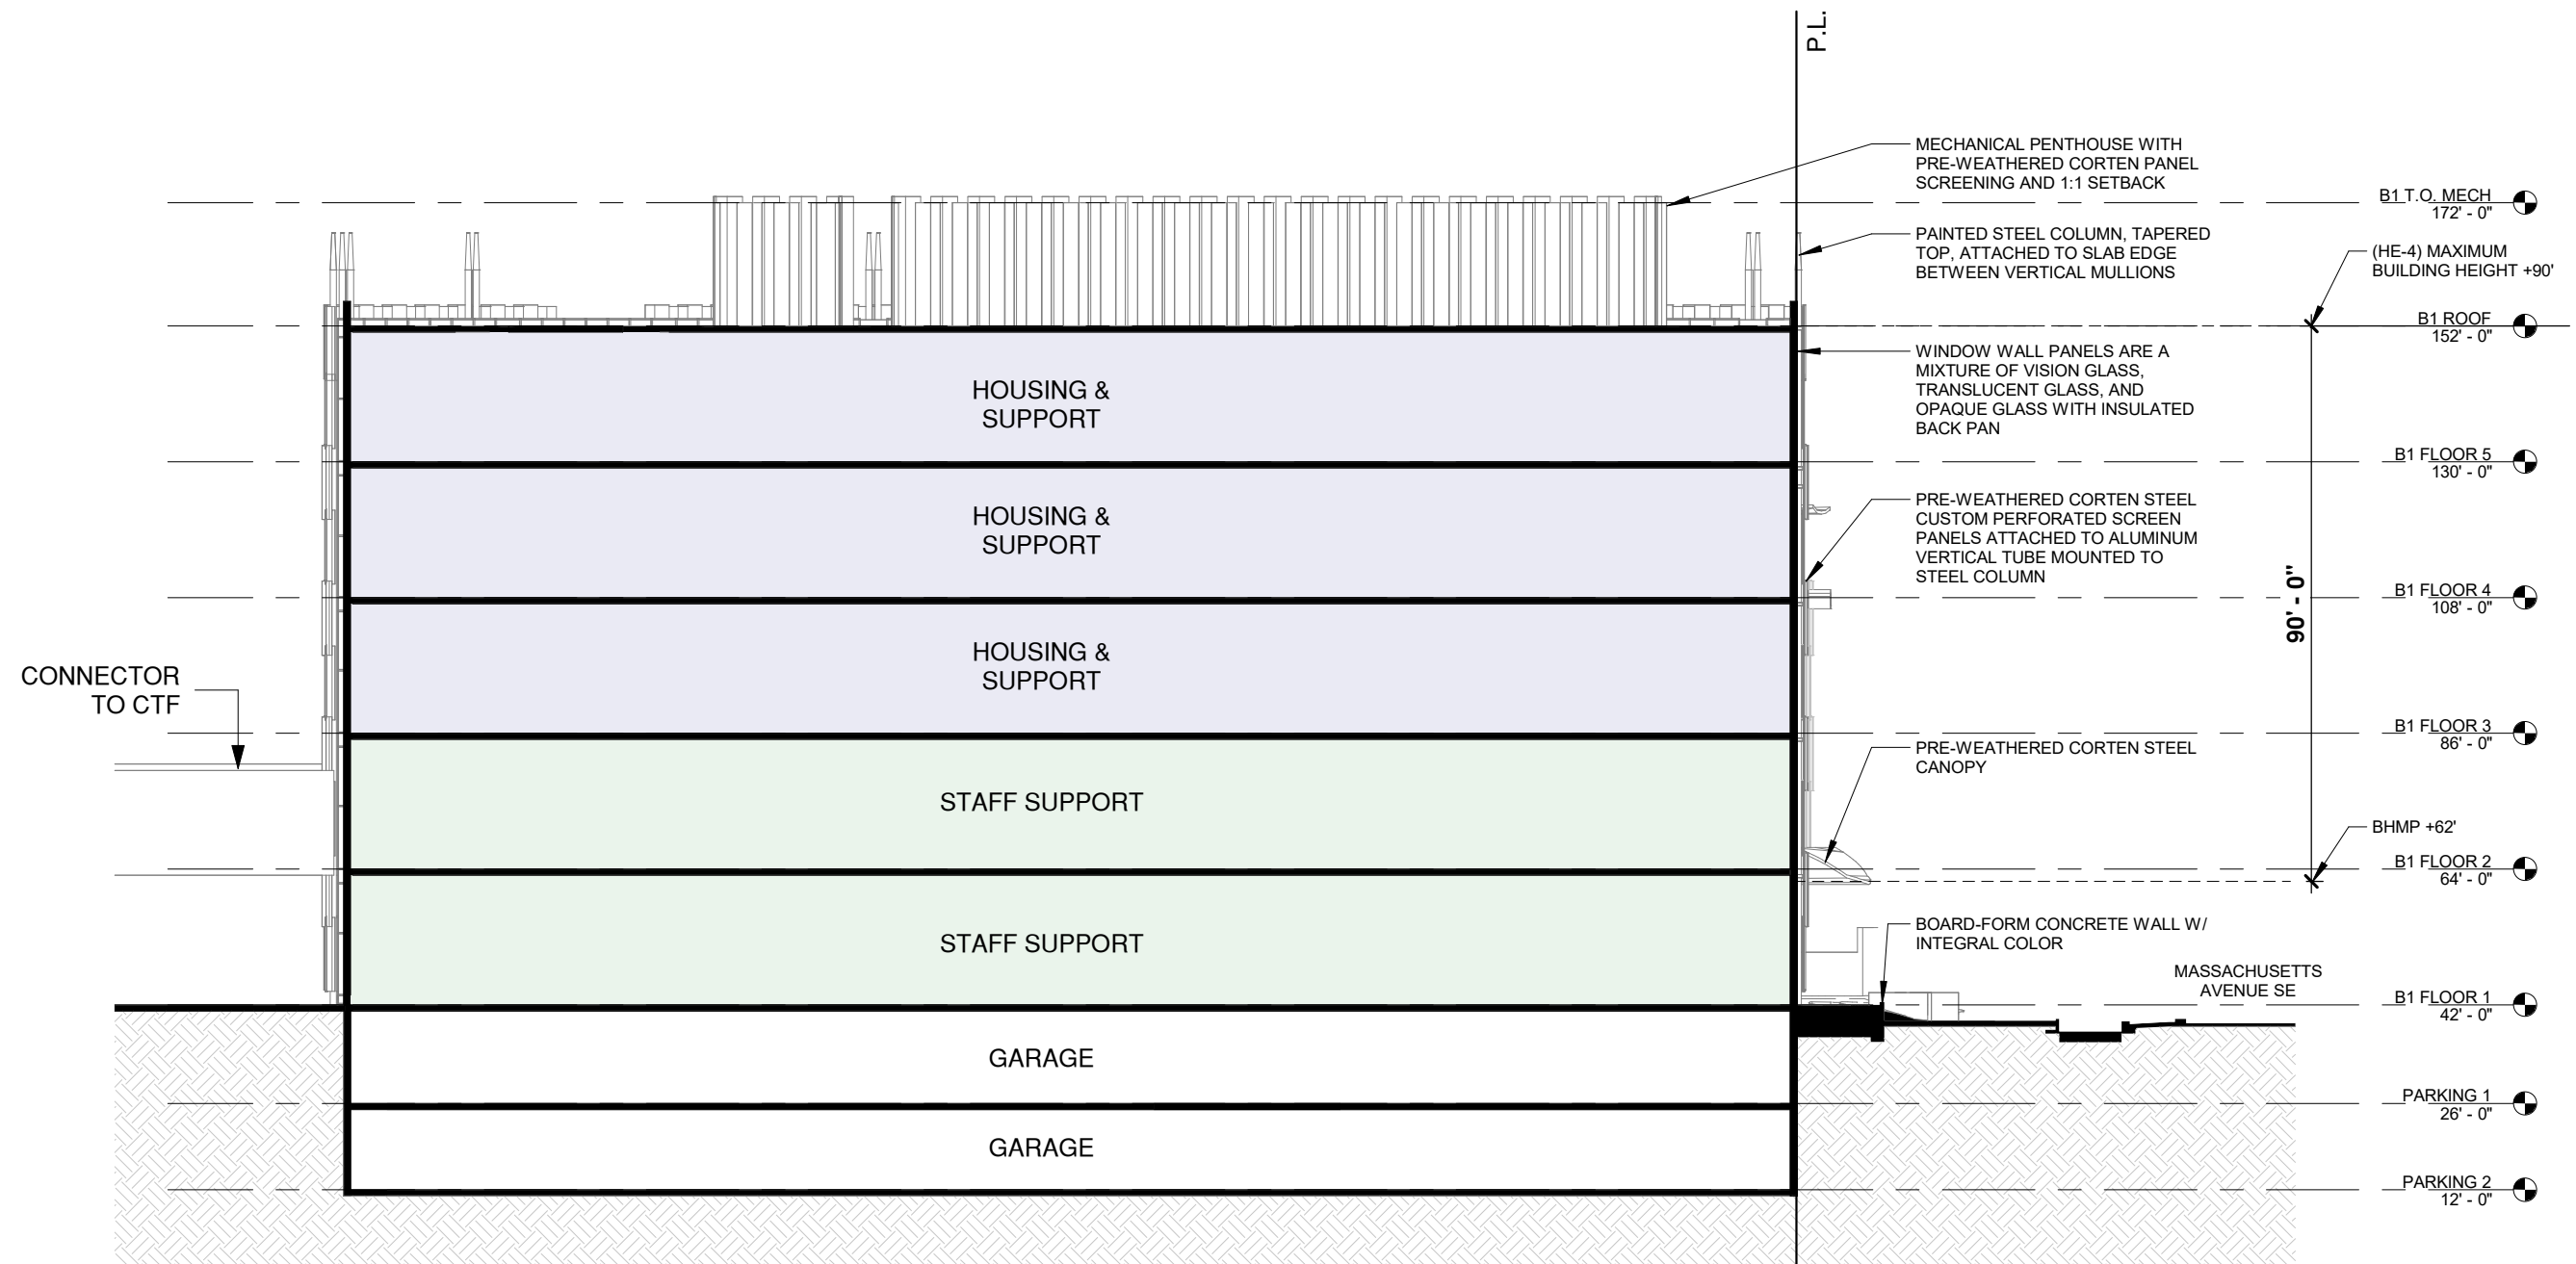 P.L.
MECHANICAL PENTHOUSE WITH
PRE-WEATHERED CORTEN PANEL
SCREENING AND 1:1 SETBACK
B1 T.O. MECH
172' - 0"
PAINTED STEEL COLUMN, TAPERED
TOP, ATTACHED TO SLAB EDGE
BETWEEN VERTICAL MULLIONS
(HE-4) MAXIMUM
BUILDING HEIGHT +90'
B1 ROOF
152' - 0"
WINDOW WALL PANELS ARE A
MIXTURE OF VISION GLASS,
TRANSLUCENT GLASS, AND
OPAQUE GLASS WITH INSULATED
BACK PAN
HOUSING &
SUPPORT
B1 FLOOR 5
130' - 0"
HOUSING &
SUPPORT
PRE-WEATHERED CORTEN STEEL
CUSTOM PERFORATED SCREEN
PANELS ATTACHED TO ALUMINUM
VERTICAL TUBE MOUNTED TO
STEEL COLUMN
B1 FLOOR 4
108' - 0"
90' - 0"
HOUSING &
SUPPORT
CONNECTOR
TO CTF
B1 FLOOR 3
86' - 0"
PRE-WEATHERED CORTEN STEEL
CANOPY
STAFF SUPPORT
BHMP +62'
B1 FLOOR 2
64' - 0"
STAFF SUPPORT
BOARD-FORM CONCRETE WALL W/
INTEGRAL COLOR
MASSACHUSETTS
AVENUE SE
B1 FLOOR 1
42' - 0"
GARAGE
PARKING 1
26' - 0"
GARAGE
PARKING 2
12' - 0"